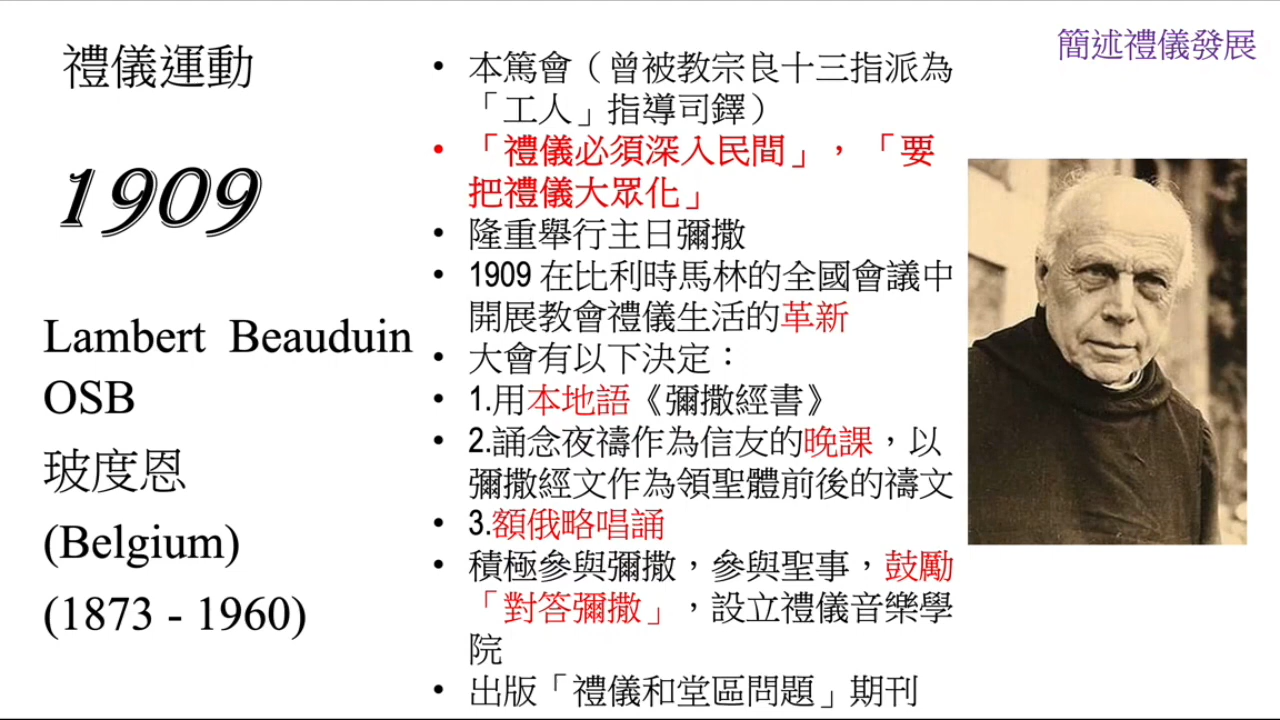 禮儀運動
1909
Lambert Beauduin
OSB
玻度恩
(Belgium)
(1873 - 1960)
• 本篤會（曾被教宗良十三指派為
「工人」指導司鐸）
• 「禮儀必須深入民間」，「要
把禮儀大眾化」
• 隆重舉行主日彌撒
• 1909 在比利時馬林的全國會議中
開展教會禮儀生活的革新
• 大會有以下決定：
• 1.用本地語《彌撒經書》
• 2.誦念夜禱作為信友的晚課，以
彌撒經文作為領聖體前後的禱文
• 3.額俄略唱誦
• 積極參與彌撒，參與聖事，鼓勵
「對答彌撒」，設立禮儀音樂學
院
• 出版「禮儀和堂區問題」期刊
簡述禮儀發展